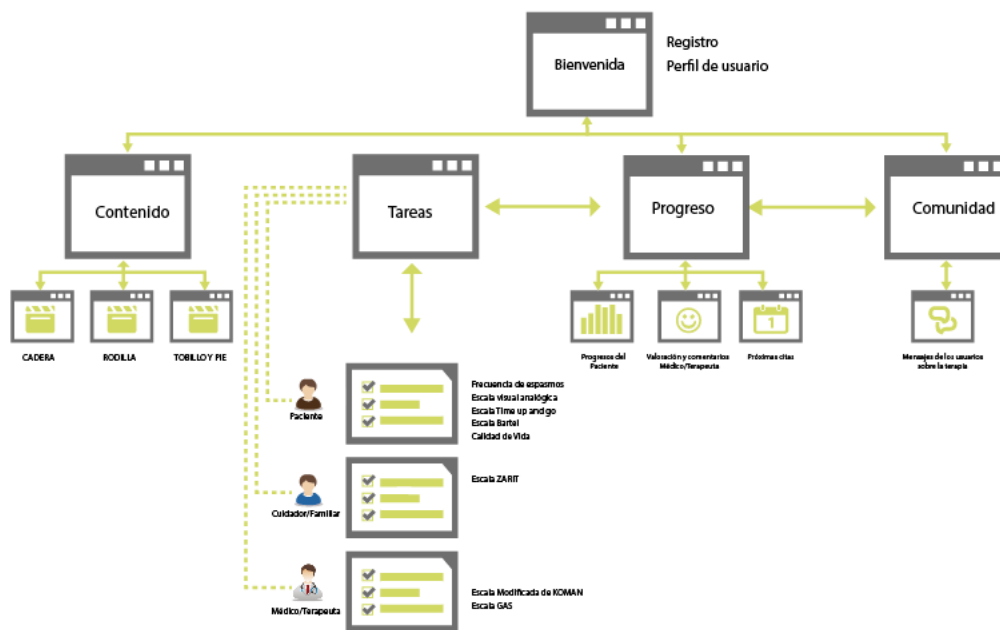 Bienvenida
Registro
Perfil de usuario
Contenido
Tareas
Progreso
Comunidad
CADERA
RODILLA
TOBILLO Y PIE
1
Progresos del
Paciente
Valoración y comentarios
Médico/Terapeuta
Próximas citas
Mensajes de los usuarios
sobre la terapia
Paciente
Frecuencia de espasmos
Escala visual analógica
Escala Time up and go
Escala Bartel
Calidad de Vida
Cuidador/Familiar
Escala ZARIT
Médico/Terapeuta
Escala Modificada de KOMAN
Escala GAS